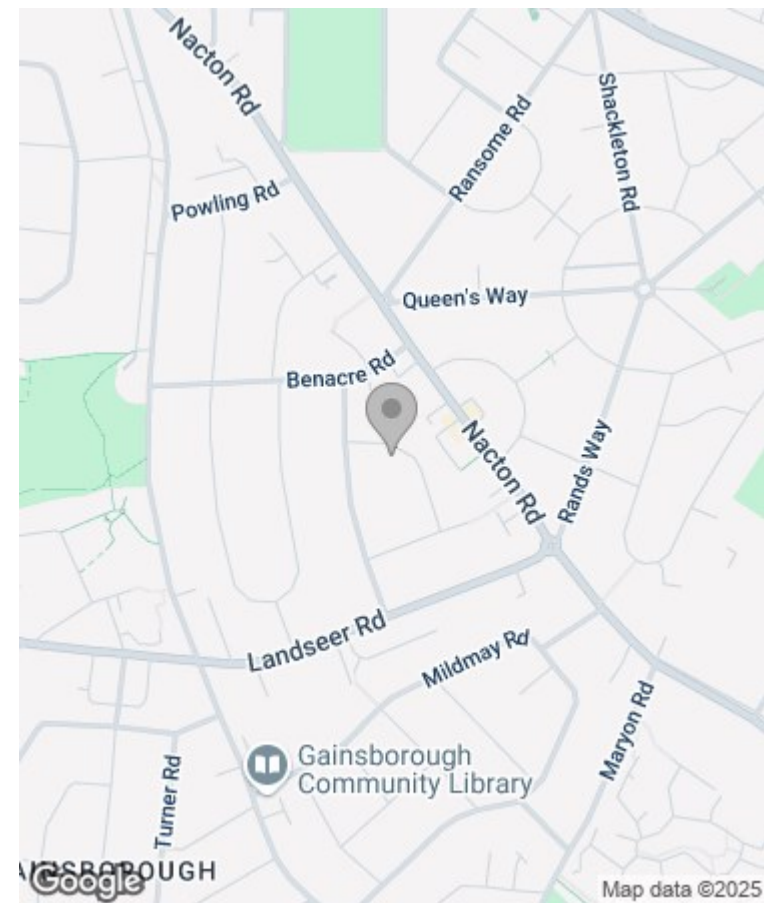 Nacton Rd
Shackleton Rd
Ransome Rd
Powling Rd
Queen's Way
Benacre Rd
Nacton Rd
Rands Way
Landseer Rd
Mildmay Rd
Maryon Rd
Gainsborough
Community Library
Turner Rd
Google
Map data ©2025